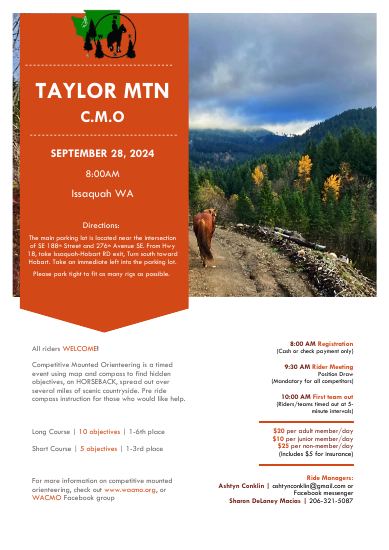 TAYLOR MTN
C.M.O
SEPTEMBER 28, 2024
8:00AM
Issaquah WA
Directions:
The main parking lot is located near the intersection
of SE 188th Street and 276th Avenue SE. From Hwy
18, take Issaquah-Hobart RD exit, Turn south toward
Hobart. Take an immediate left into the parking lot.
Please park tight to fit as many rigs as possible.
All riders WELCOME!
Competitive Mounted Orienteering is a timed
event using map and compass to find hidden
objectives, on HORSEBACK, spread out over
several miles of scenic countryside. Pre ride
compass instruction for those who would like help.
Long Course | 10 objectives | 1-6th place
Short Course | 5 objectives | 1-3rd place
For more information on competitive mounted
orienteering, check out www.wacmo.org, or
WACMO Facebook group
8:00 AM Registration
(Cash or check payment only)
9:30 AM Rider Meeting
Position Draw
(Mandatory for all competitors)
10:00 AM First team out
(Riders/teams timed out at 5-
minute intervals)
$20 per adult member/day
$10 per junior member/day
$25 per non-member/day
(Includes $5 for insurance)
Ride Managers:
Ashtyn Conklin | ashtynconklin@gmail.com or
Facebook messenger
Sharon DeLoney Macias | 206-321-5087